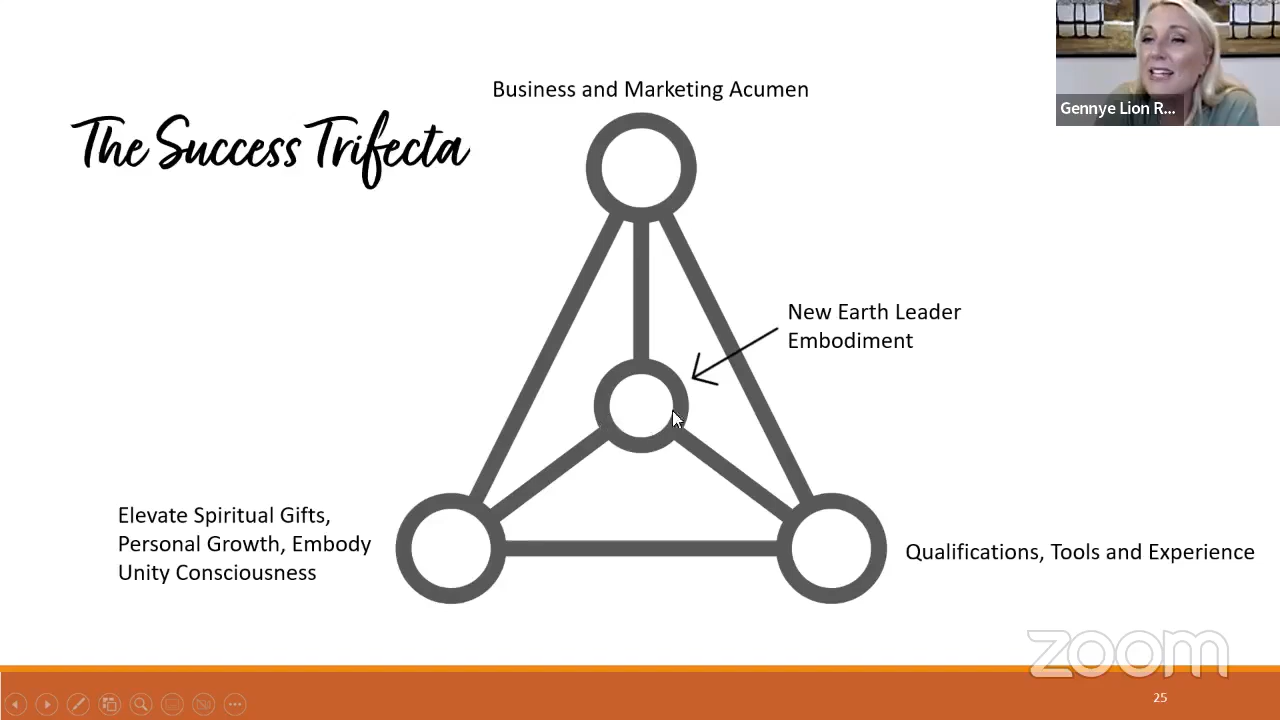 Business and Marketing Acumen
The Success Trifecta
Gennye Lion R...
New Earth Leader
Embodiment
Elevate Spiritual Gifts,
Personal Growth, Embody
Unity Consciousness
Qualifications, Tools and Experience
zoom
25